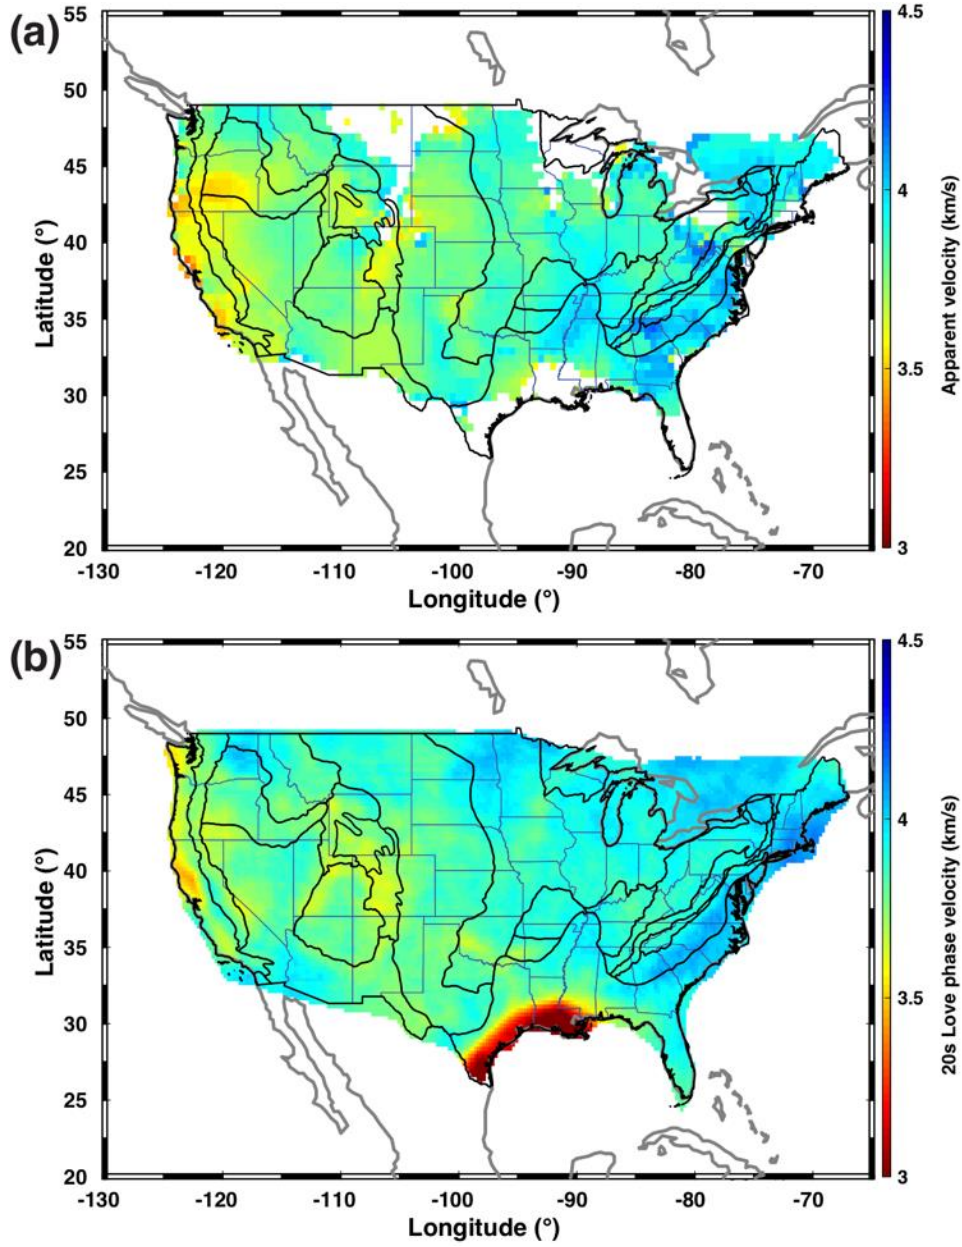 (a)
55
50
45
40
35
30
25
20
Latitude (°)
-130 -120 -110 -100 -90 -80 -70
Longitude (°)
4.5
4
3.5
3
Apparent velocity (km/s)
(b)
55
50
45
40
35
30
25
20
Latitude (°)
-130 -120 -110 -100 -90 -80 -70
Longitude (°)
4.5
4
3.5
3
20s Love phase velocity (km/s)